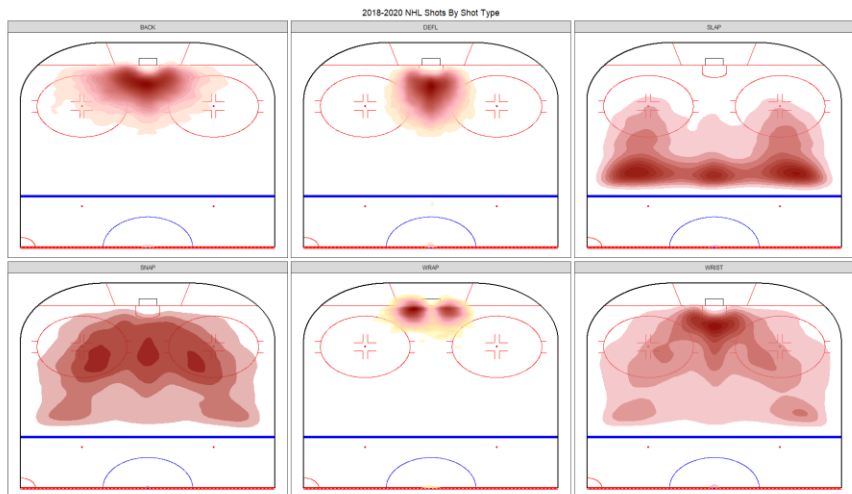 2018-2020 NHL Shots By Shot Type
BACK
DEFL
SLAP
SNAP
WRAP
WRIST